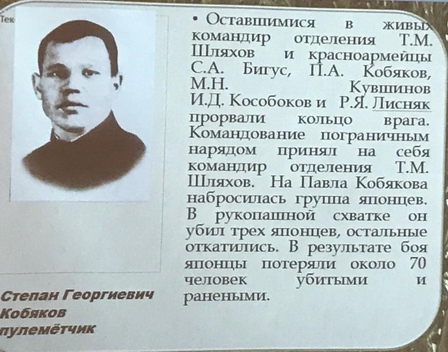 Тек
• Оставшимися в живых
командир отделения Т.М.
Шляхов и красноармейцы
С.А. Бигус, П.А. Кобяков,
М.Н. Кувшинов
И.Д. Кособоков и Р.Я. Лисняк
прорвали кольцо врага.
Командование пограничным
нарядом принял на себя
командир отделения Т.М.
Шляхов. На Павла Кобякова
набросилась группа японцев.
В рукопашной схватке он
убил трех японцев, остальные
откатились. В результате боя
японцы потеряли около 70
человек убитыми и
ранеными.
Степан Георгиевич
Кобяков
пулемётчик